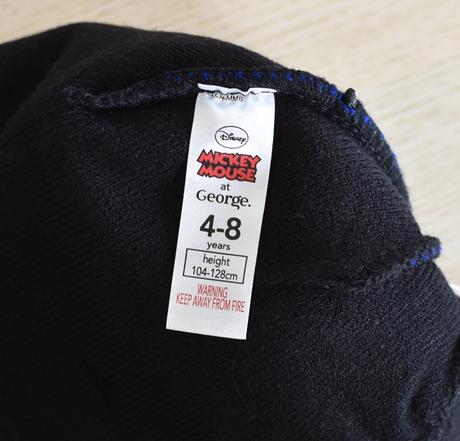 Disney
MICKEY
MOUSE
at
George.
4-8
years
height
104-128cm
WARNING
KEEP AWAY FROM FIRE